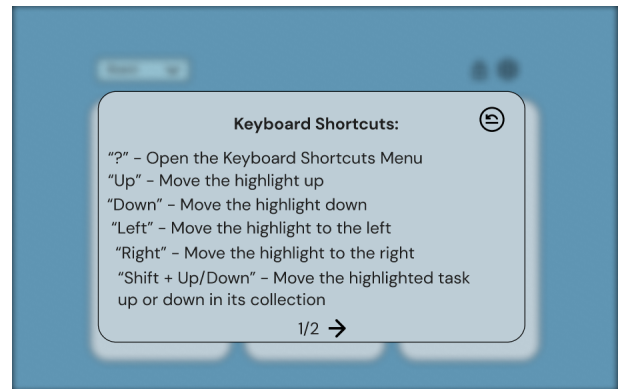 Keyboard Shortcuts:
“?” – Open the Keyboard Shortcuts Menu
“Up” – Move the highlight up
“Down” – Move the highlight down
“Left” – Move the highlight to the left
“Right” – Move the highlight to the right
“Shift + Up/Down” – Move the highlighted task
up or down in its collection
1/2